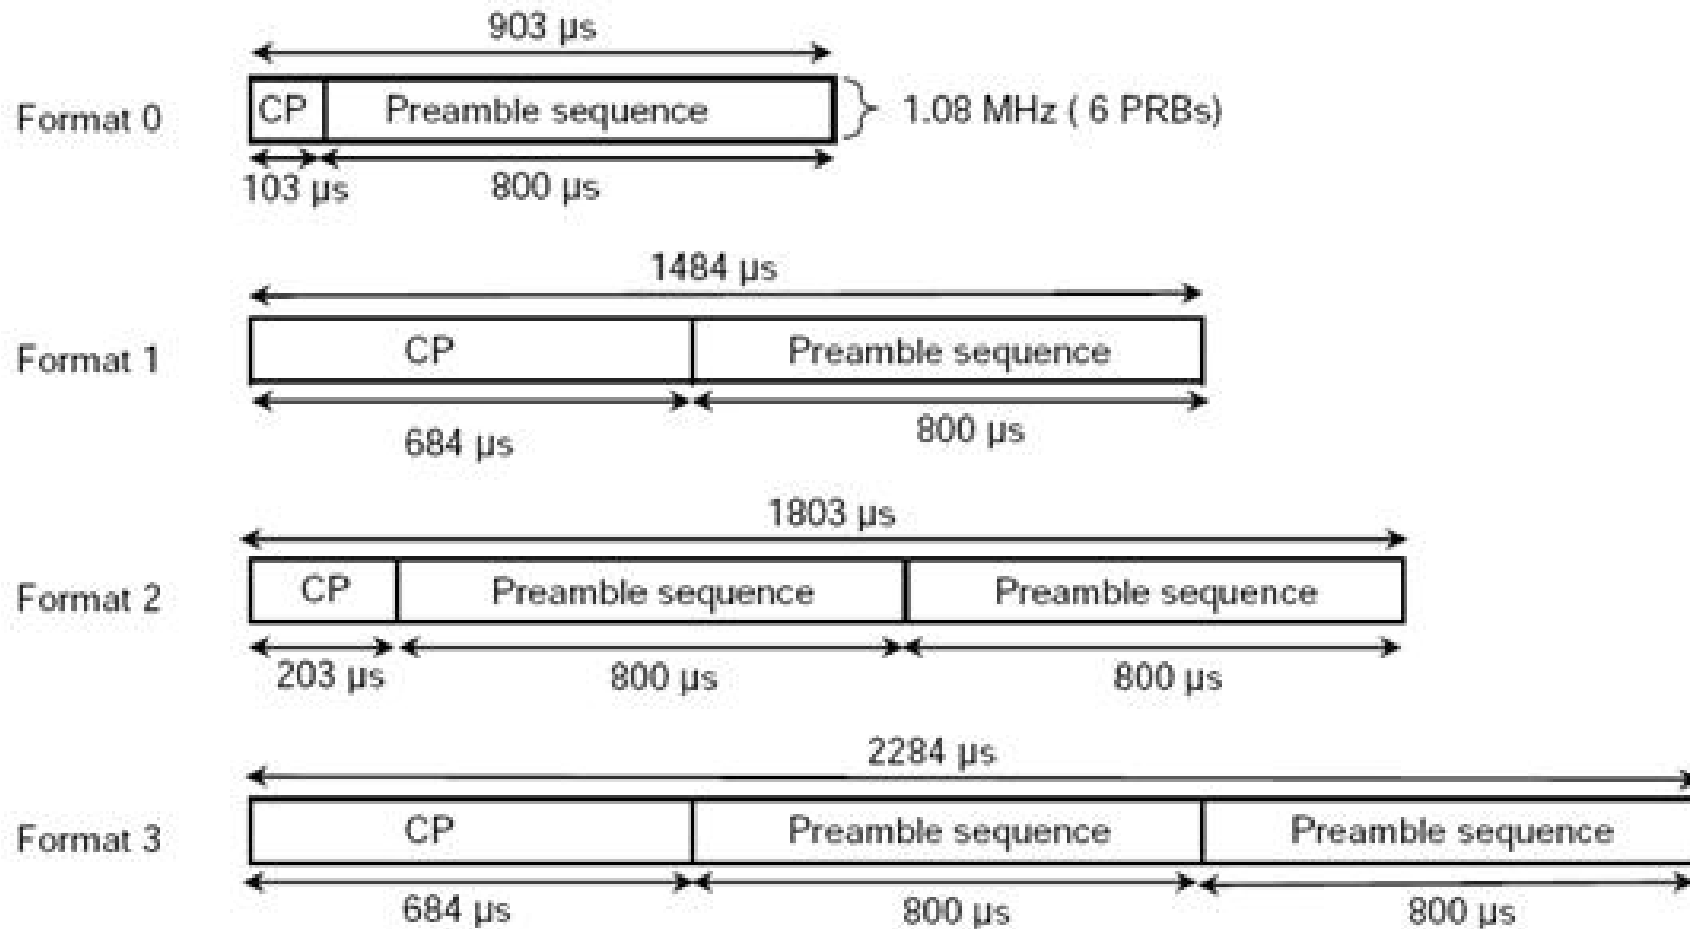 903 µs
Format 0
CP
Preamble sequence
1.08 MHz ( 6 PRBs)
103 µs
800 µs
1484 µs
Format 1
CP
Preamble sequence
684 µs
800 µs
1803 µs
Format 2
CP
Preamble sequence
Preamble sequence
203 µs
800 µs
800 µs
2284 µs
Format 3
CP
Preamble sequence
Preamble sequence
684 µs
800 µs
800 µs